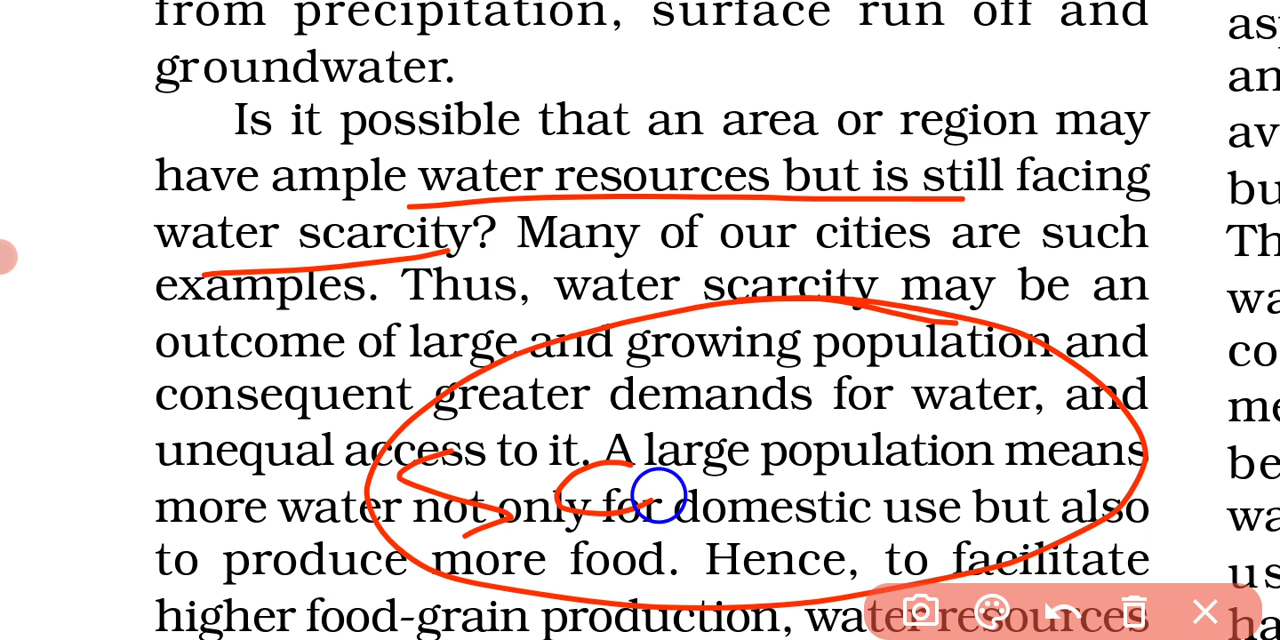 from precipitation, surface run off and
groundwater.
Is it possible that an area or region may
have ample water resources but is still facing
water scarcity? Many of our cities are such
examples. Thus, water scarcity may be an
outcome of large and growing population and
consequent greater demands for water, and
unequal access to it. A large population means
more water not only for domestic use but also
to produce more food. Hence, to facilitate
higher food-grain production, water resources